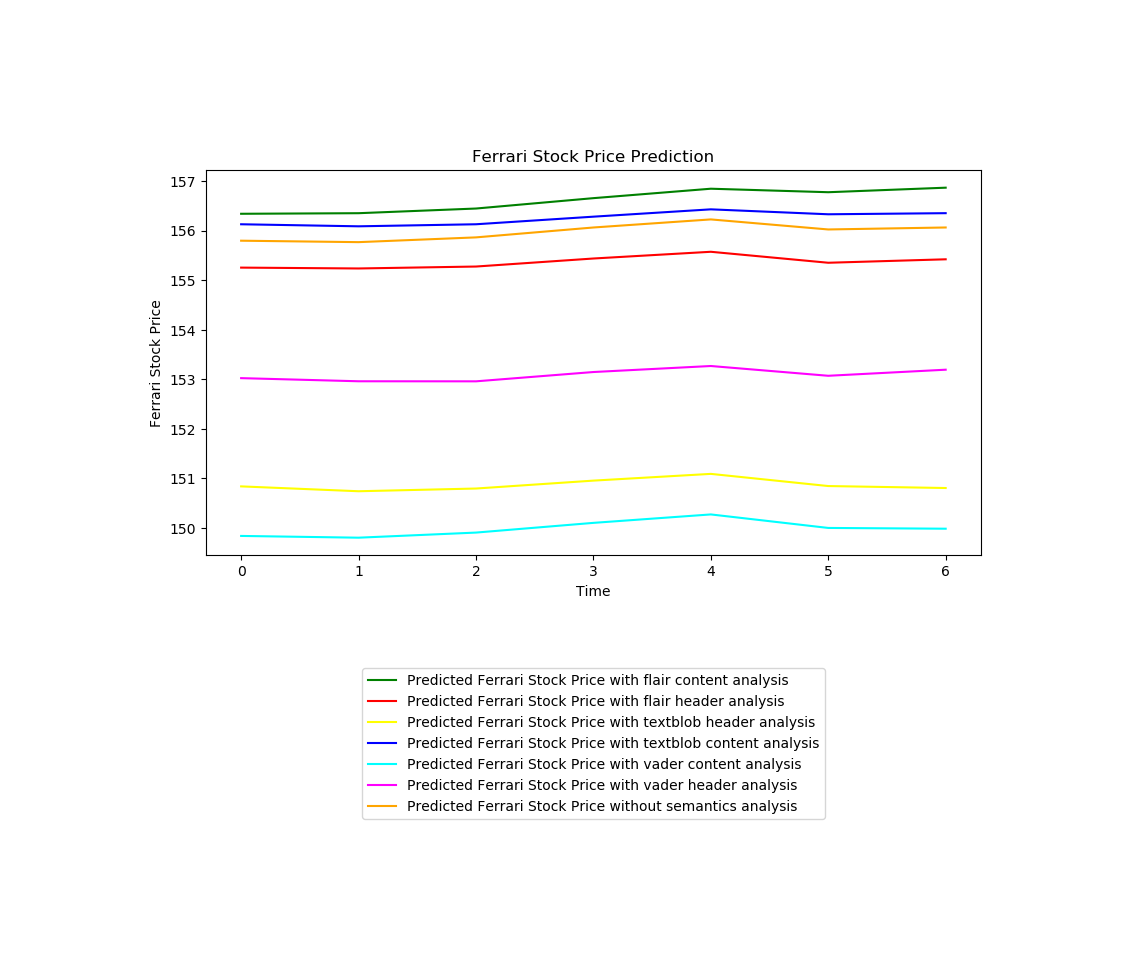 Ferrari Stock Price Prediction
157
156
155
154
153
152
151
150
Ferrari Stock Price
0 1 2 3 4 5 6
Time
Predicted Ferrari Stock Price with flair content analysis
Predicted Ferrari Stock Price with flair header analysis
Predicted Ferrari Stock Price with textblob header analysis
Predicted Ferrari Stock Price with textblob content analysis
Predicted Ferrari Stock Price with vader content analysis
Predicted Ferrari Stock Price with vader header analysis
Predicted Ferrari Stock Price without semantics analysis